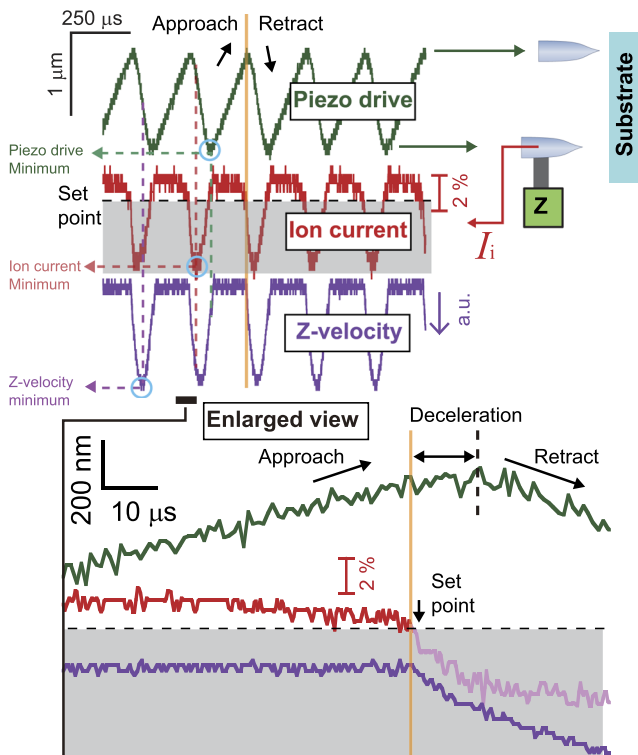 250 µs
Approach
Retract
1 µm
Piezo drive
Substrate
Piezo drive
Minimum
Set
point
2 %
Z
Ion current
Iᵢ
Ion current
Minimum
a.u.
Z-velocity
Z-velocity
minimum
Enlarged view
Deceleration
Approach
Retract
200 nm
10 µs
2 %
Set
point